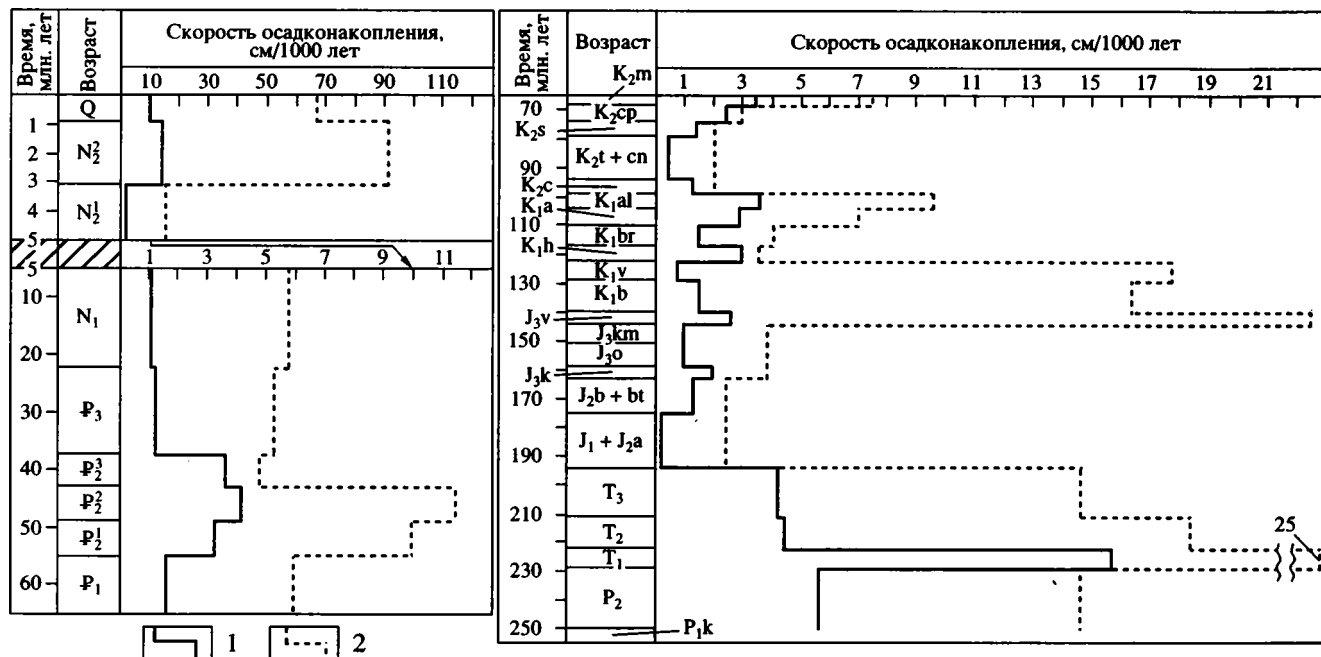 Время, млн. лет
Возраст
Скорость осадконакопления,
см/1000 лет
10 30 50 70 90 110
Q
1
2
N₂²
3
4
N₂¹
5
1 3 5 7 9 11
5
10
N₁
20
₽₃
30
40
₽₂³
₽₂²
50
₽₂¹
60
₽₁
1 2
Время, млн. лет
Возраст
Скорость осадконакопления, см/1000 лет
K₂m
1 3 5 7 9 11 13 15 17 19 21
70
K₂cp
K₂s
K₂t + cn
90
K₂c
K₁al
K₁a
110
K₁br
K₁h
K₁v
130
K₁b
J₃v
J₃km
150
J₃o
J₃k
170
J₂b + bt
J₁ + J₂a
190
T₃
210
T₂
25
T₁
230
P₂
250
P₁k